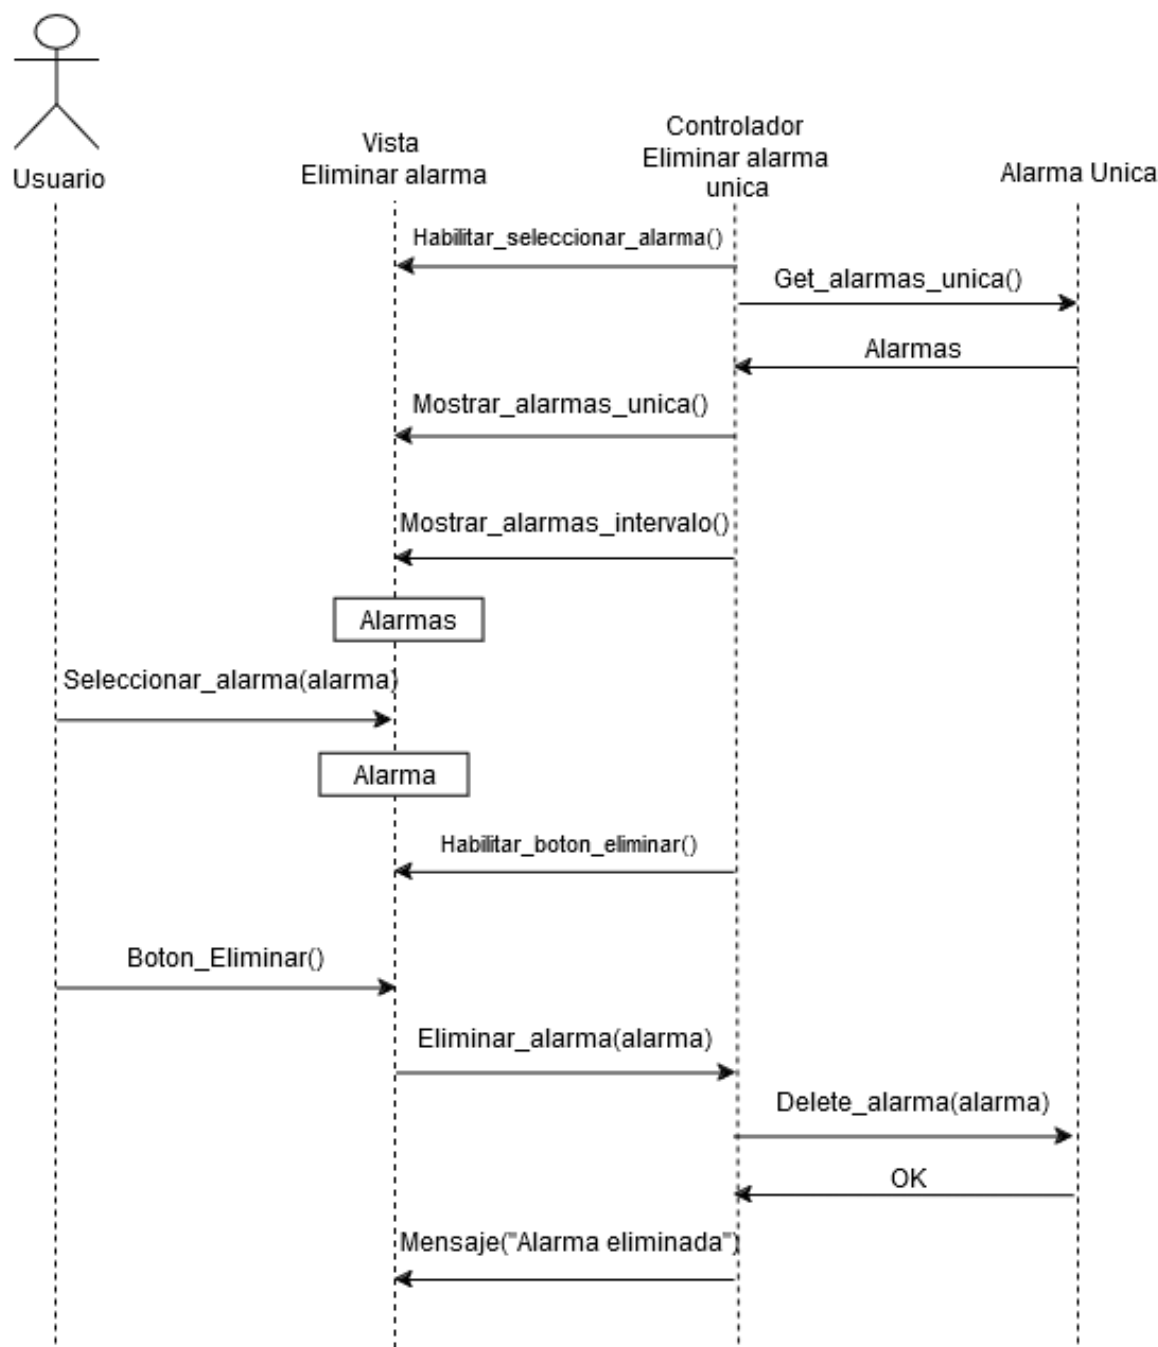 Usuario
Vista
Eliminar alarma
Controlador
Eliminar alarma
unica
Alarma Unica
Habilitar_seleccionar_alarma()
Get_alarmas_unica()
Alarmas
Mostrar_alarmas_unica()
Mostrar_alarmas_intervalo()
Alarmas
Seleccionar_alarma(alarma)
Alarma
Habilitar_boton_eliminar()
Boton_Eliminar()
Eliminar_alarma(alarma)
Delete_alarma(alarma)
OK
Mensaje("Alarma eliminada")